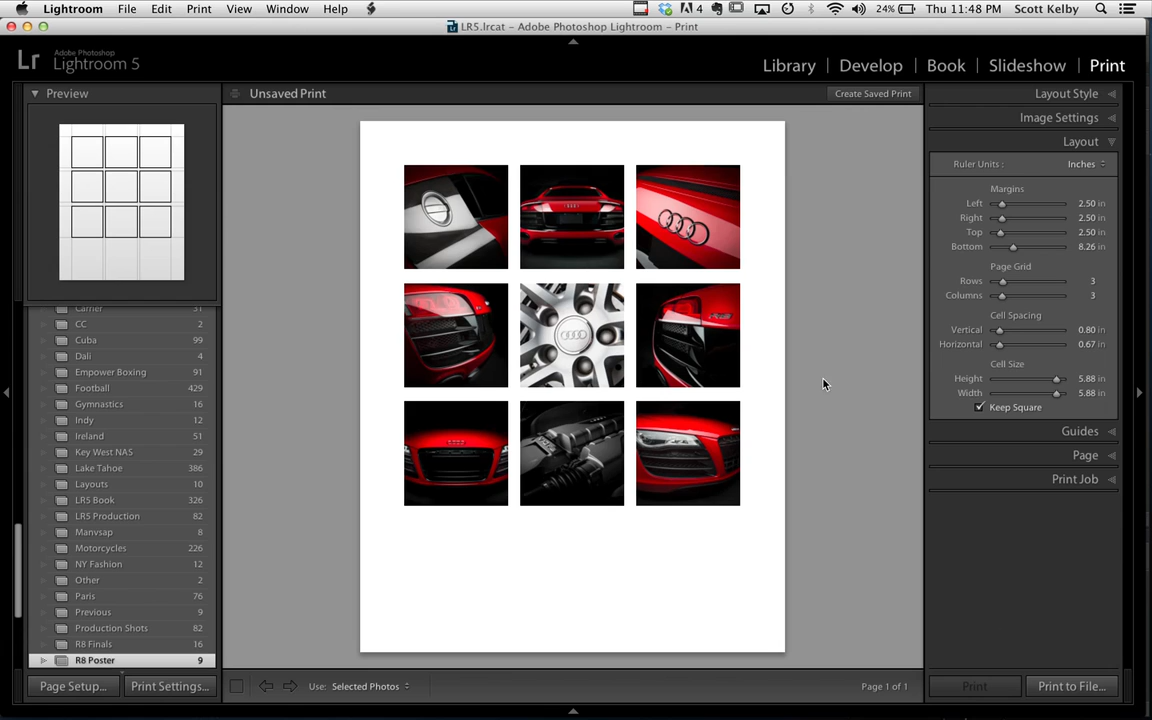 Lightroom File Edit Print View Window Help 4 24% Thu 11:48 PM Scott Kelby
LR5.lrcat – Adobe Photoshop Lightroom – Print
Lr Adobe Photoshop
Lightroom 5
Library | Develop | Book | Slideshow | Print
Preview
Unsaved Print
Create Saved Print
Layout Style
Image Settings
Layout
Ruler Units : Inches
Margins
Left 2.50 in
Right 2.50 in
Top 2.50 in
Bottom 8.26 in
Page Grid
Rows 3
Columns 3
Cell Spacing
Vertical 0.80 in
Horizontal 0.67 in
Cell Size
Height 5.88 in
Width 5.88 in
Keep Square
Guides
Page
Print Job
Carrier 31
CC 2
Cuba 99
Dali 4
Empower Boxing 91
Football 429
Gymnastics 16
Indy 12
Ireland 51
Key West NAS 29
Lake Tahoe 386
Layouts 10
LR5 Book 326
LR5 Production 82
Manvsap 8
Motorcycles 226
NY Fashion 12
Other 2
Paris 76
Previous 9
Production Shots 82
R8 Finals 16
R8 Poster 9
Page Setup... Print Settings...
Use: Selected Photos
Page 1 of 1
Print Print to File...